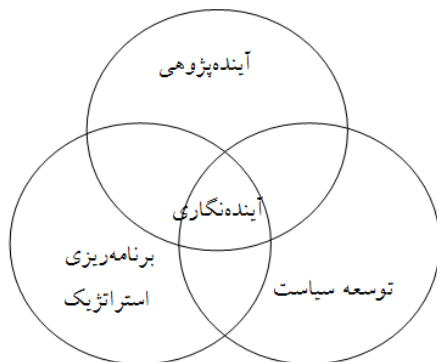 آینده‌پژوهی
آینده‌نگاری
برنامه‌ریزی
استراتژیک
توسعه سیاست